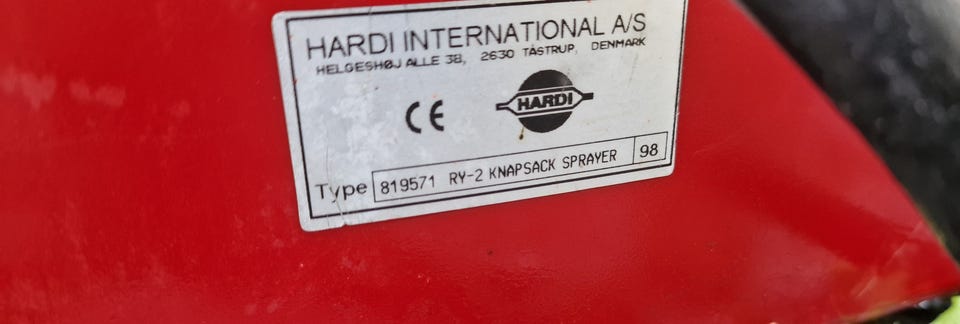 HARDI INTERNATIONAL A/S
HELGESHØJ ALLE 38, 2630 TÅSTRUP, DENMARK
CE
HARDI
Type 819571 RY-2 KNAPSACK SPRAYER 98